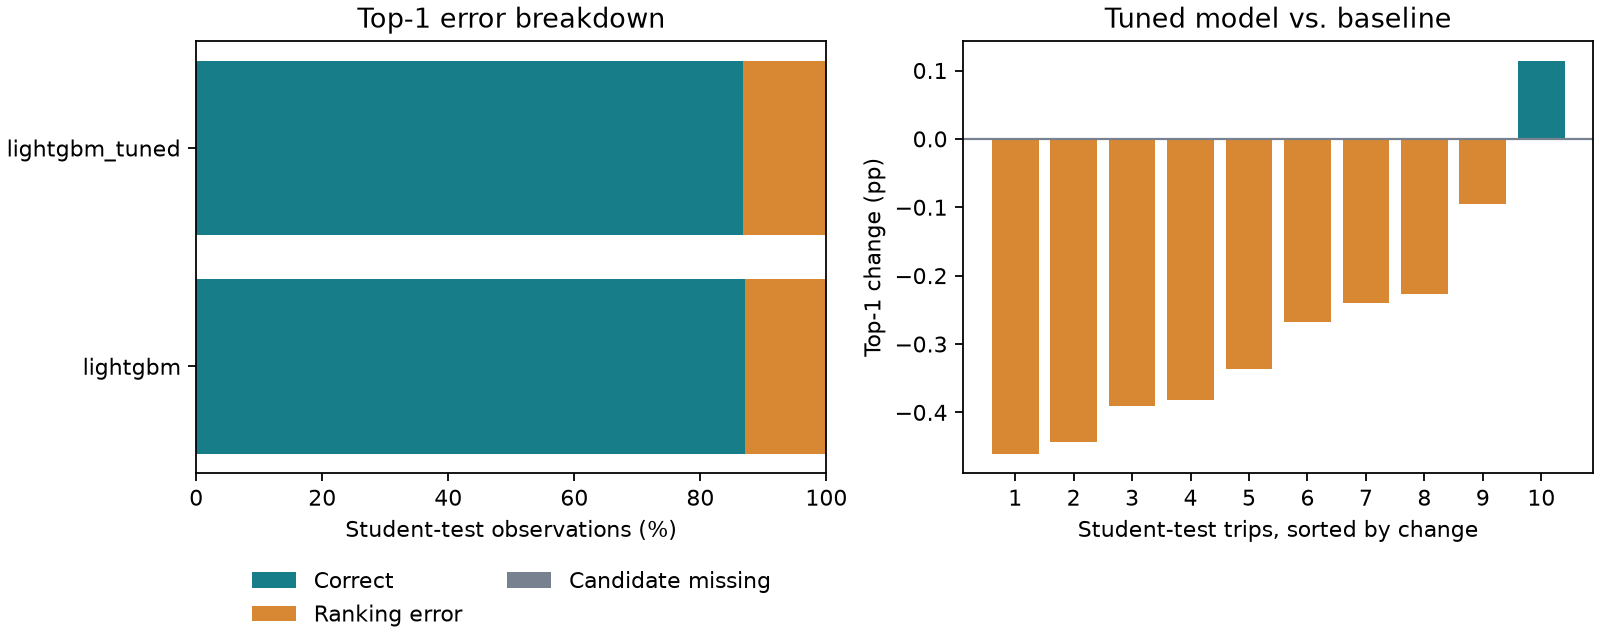 Top-1 error breakdown
lightgbm_tuned
lightgbm
0 20 40 60 80 100
Student-test observations (%)
Correct
Ranking error
Candidate missing
Tuned model vs. baseline
Top-1 change (pp)
0.1
0.0
−0.1
−0.2
−0.3
−0.4
1 2 3 4 5 6 7 8 9 10
Student-test trips, sorted by change